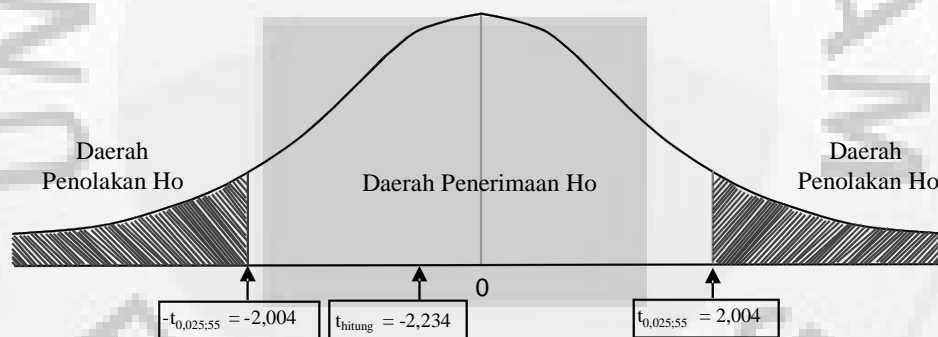 Daerah
Penolakan Ho
Daerah Penerimaan Ho
Daerah
Penolakan Ho
0
-t0,025;55 = -2,004
thitung = -2,234
t0,025;55 = 2,004